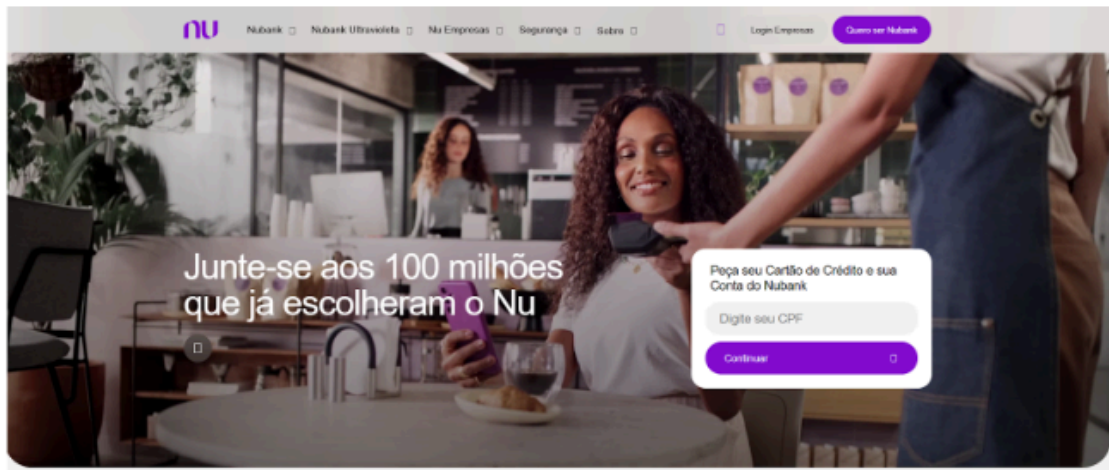 nu
Nubank Nubank Ultravioleta Nu Empresas Segurança Sobre Login Empresas Quero ser Nubank
Junte-se aos 100 milhões
que já escolheram o Nu
Peça seu Cartão de Crédito e sua
Conta do Nubank
Digite seu CPF
Continuar